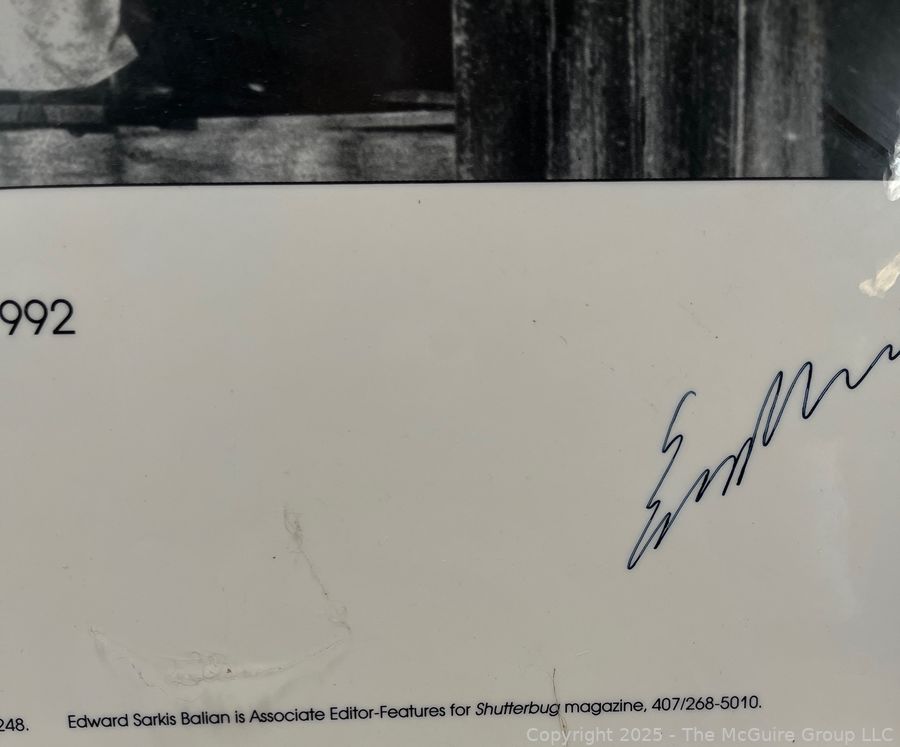 992
248. Edward Sarkis Balian is Associate Editor-Features for Shutterbug magazine, 407/268-5010.
Copyright 2025 - The McGuire Group LLC